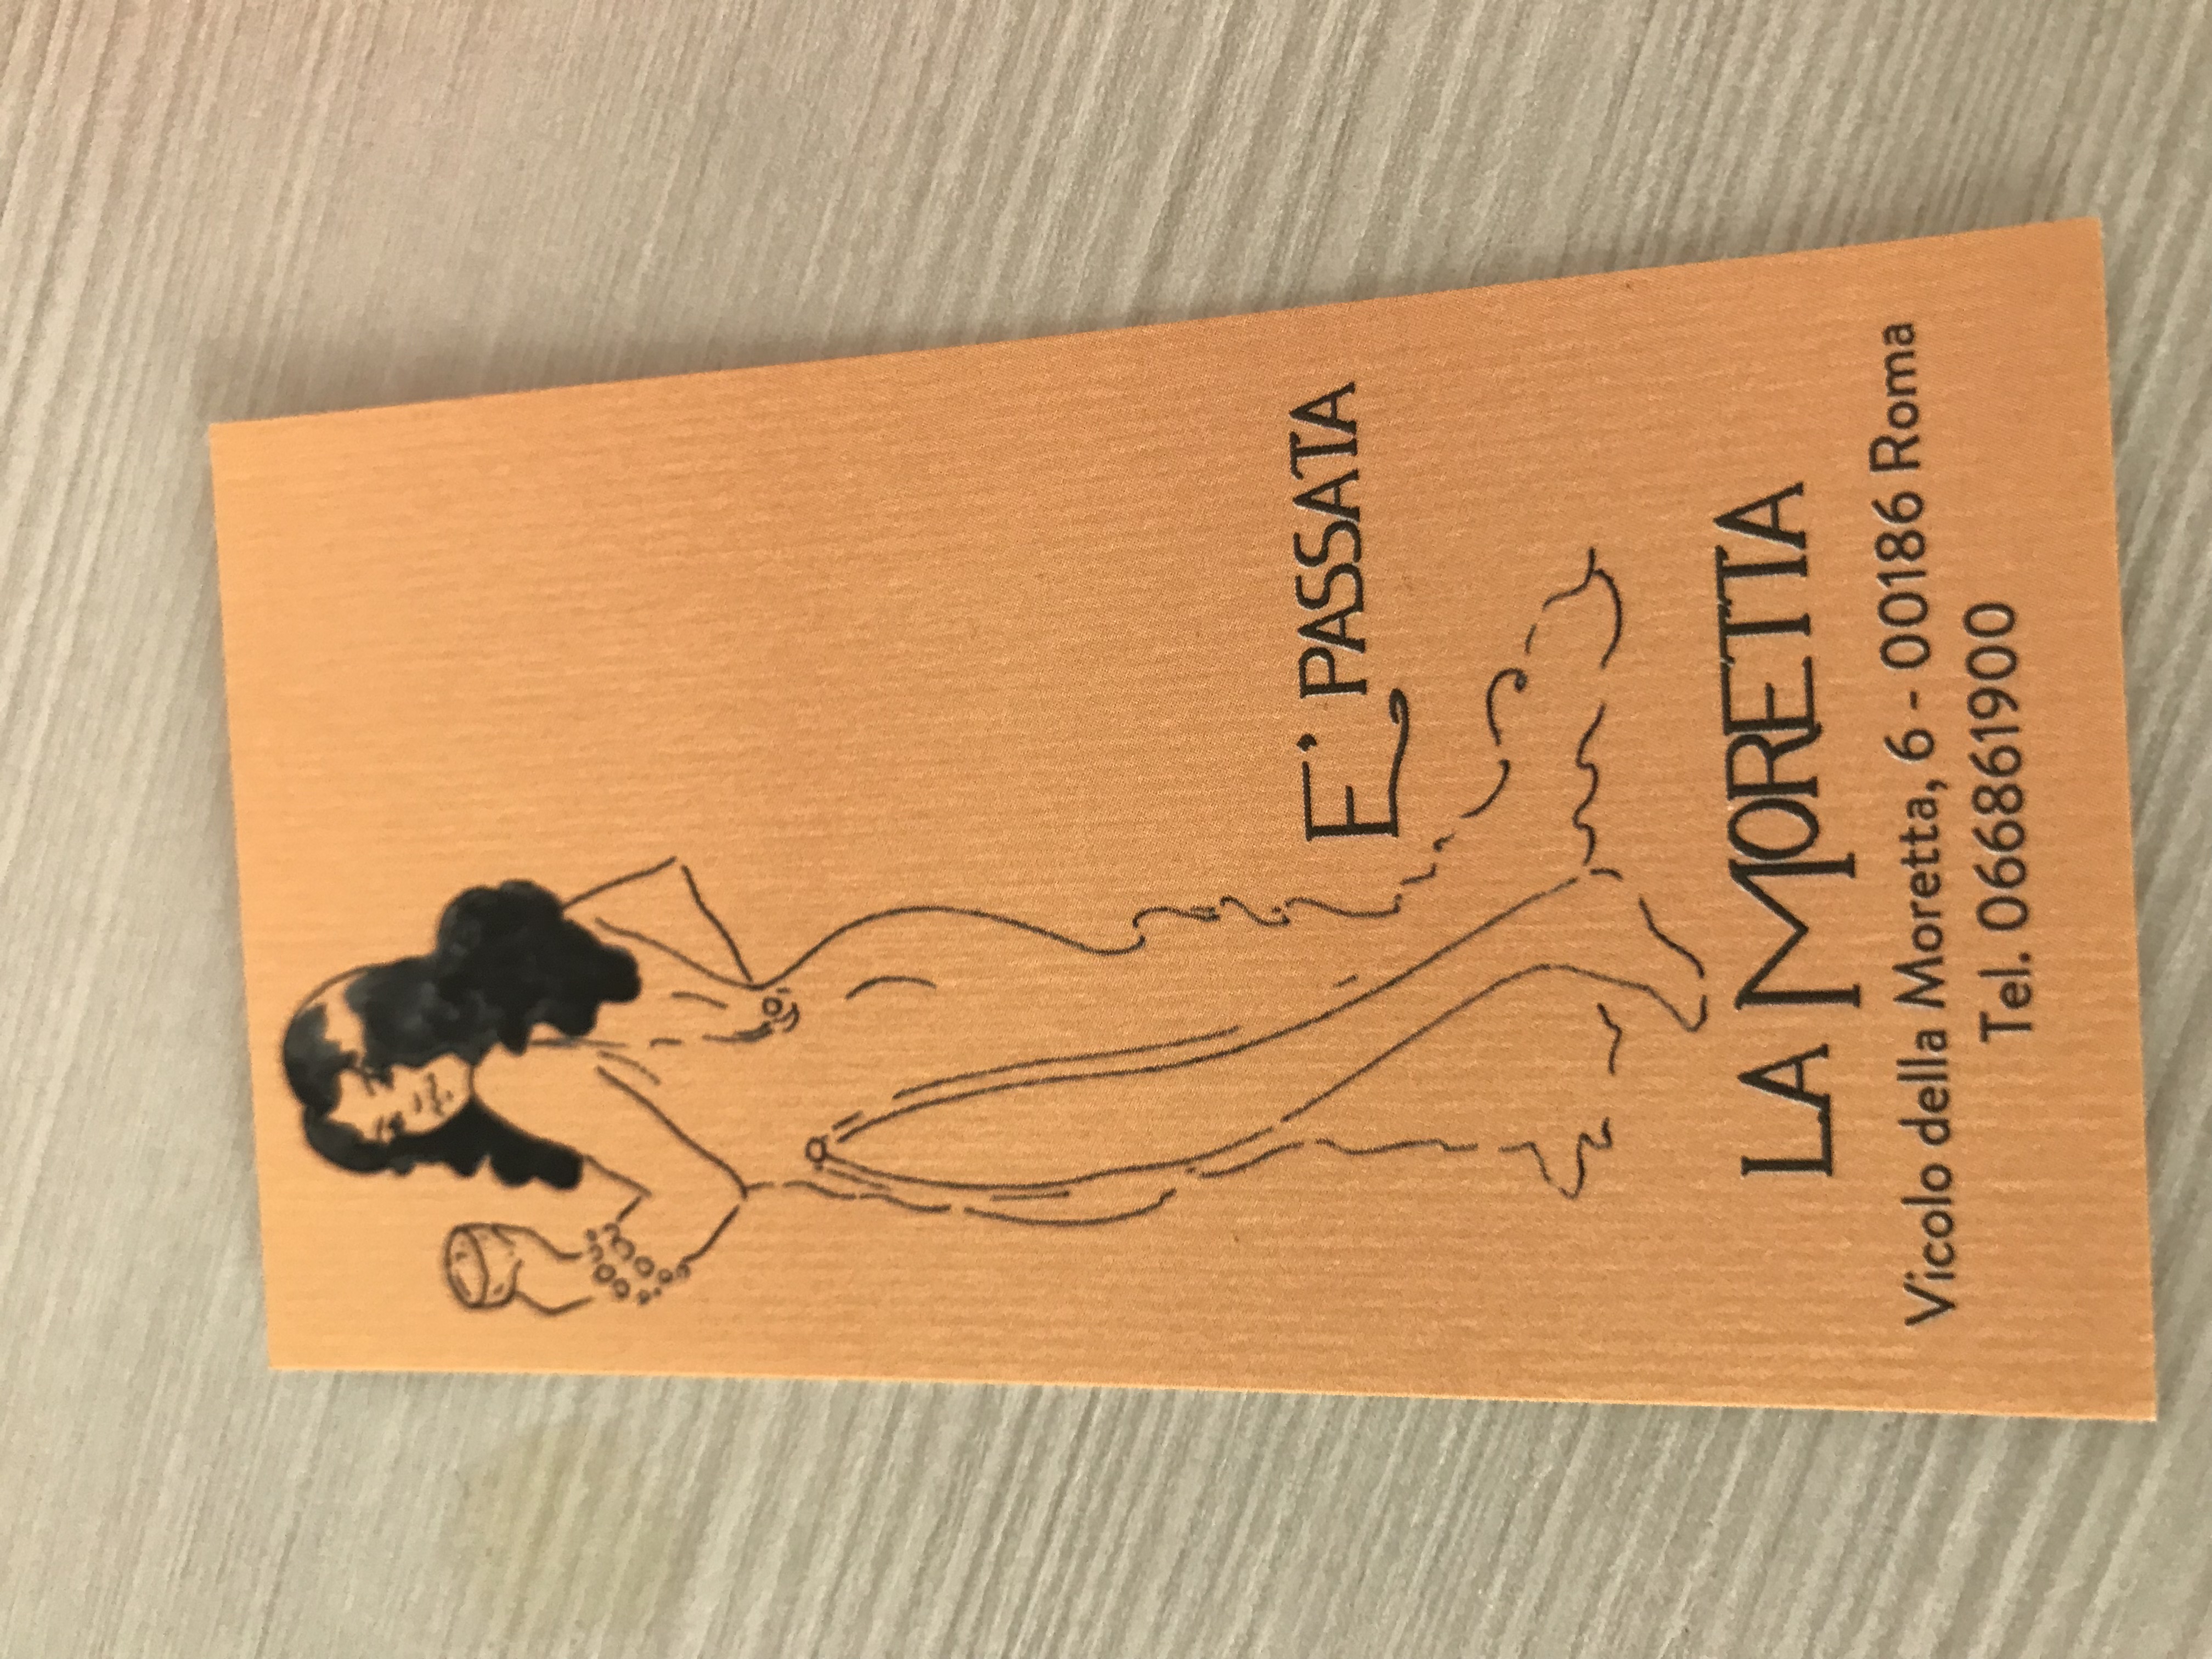 E' PASSATA
LA MORETTA
Vicolo della Moretta, 6 - 00186 Roma
Tel. 066861900